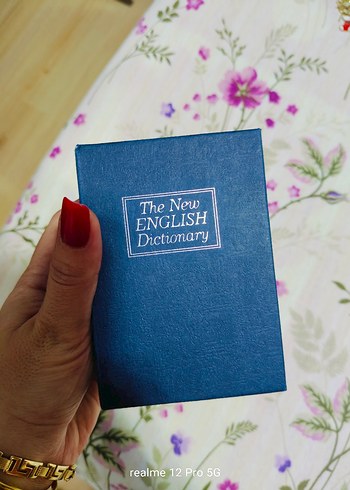 The New
ENGLISH
Dictionary
realme 12 Pro 5G